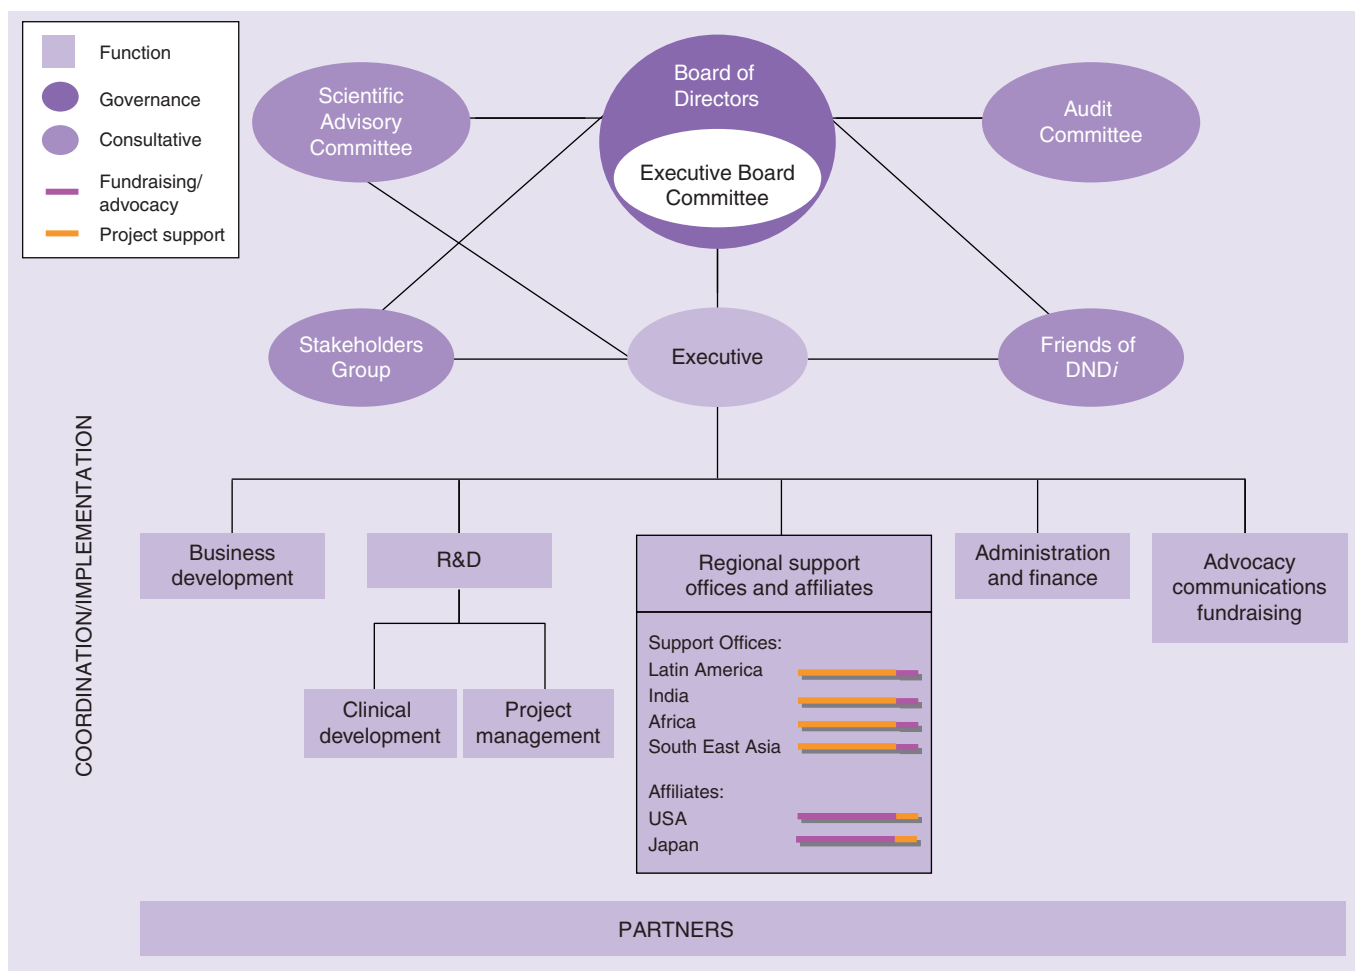 Function
Governance
Consultative
Fundraising/
advocacy
Project support
Scientific
Advisory
Committee
Board of
Directors
Executive Board
Committee
Audit
Committee
Stakeholders
Group
Executive
Friends of
DNDi
COORDINATION/IMPLEMENTATION
Business
development
R&D
Clinical
development
Project
management
Regional support
offices and affiliates
Support Offices:
Latin America
India
Africa
South East Asia
Affiliates:
USA
Japan
Administration
and finance
Advocacy
communications
fundraising
PARTNERS